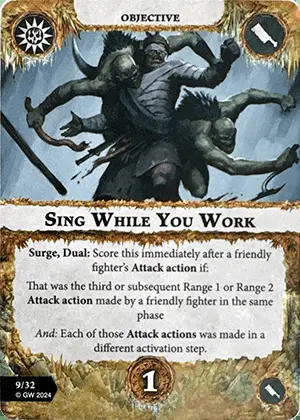 OBJECTIVE
SING WHILE YOU WORK
Surge, Dual: Score this immediately after a friendly
fighter's Attack action if:
That was the third or subsequent Range 1 or Range 2
Attack action made by a friendly fighter in the same
phase
And: Each of those Attack actions was made in a
different activation step.
9/32
© GW 2024
1